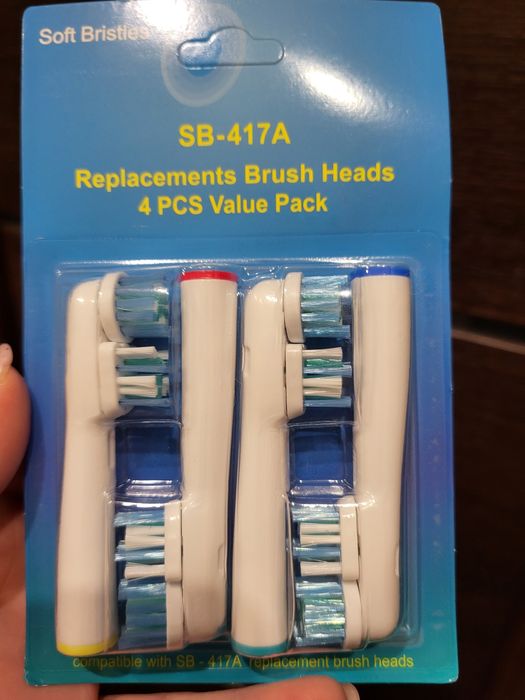 Soft Bristles
SB-417A
Replacements Brush Heads
4 PCS Value Pack
compatible with SB - 417A replacement brush heads